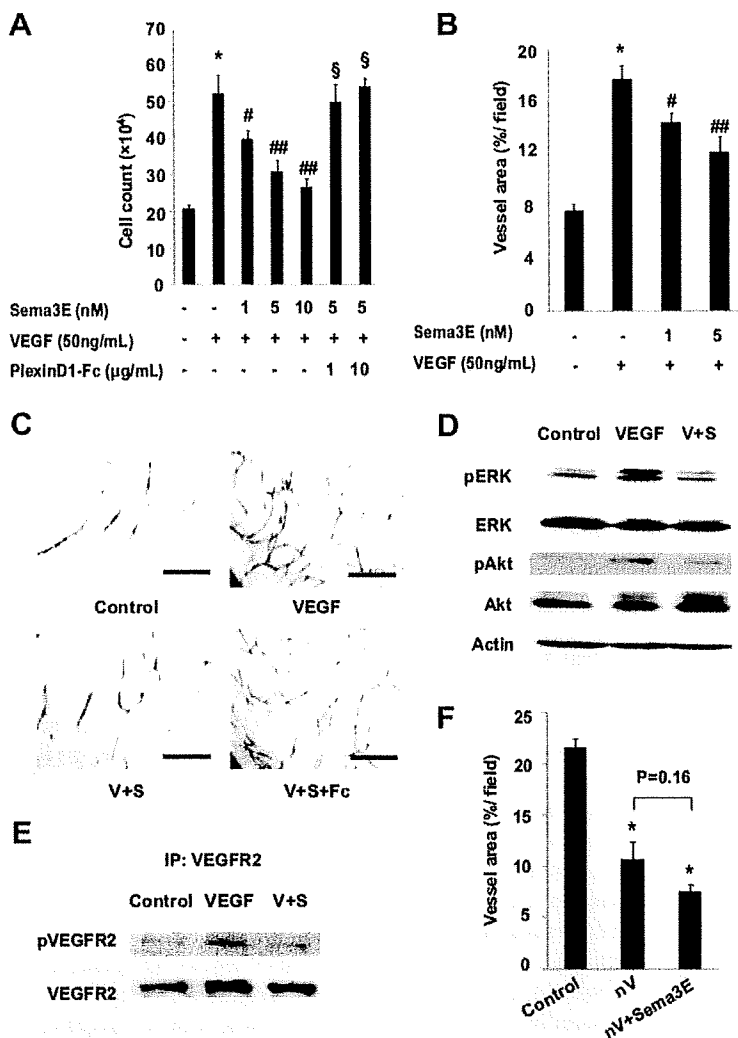 A
Cell count (×10⁴)
70
60
50
40
30
20
10
0
* # ## ## § §
Sema3E (nM) - - 1 5 10 5 5
VEGF (50ng/mL) - + + + + + +
PlexinD1-Fc (μg/mL) - - - - - 1 10
B
Vessel area (%/ field)
20
16
12
8
4
0
* # ##
Sema3E (nM) - - 1 5
VEGF (50ng/mL) - + + +
C
Control
VEGF
V+S
V+S+Fc
D
Control VEGF V+S
pERK
ERK
pAkt
Akt
Actin
E
IP: VEGFR2
Control VEGF V+S
pVEGFR2
VEGFR2
F
Vessel area (%/ field)
25
20
15
10
5
0
P=0.16
* *
Control
nV
nV+Sema3E